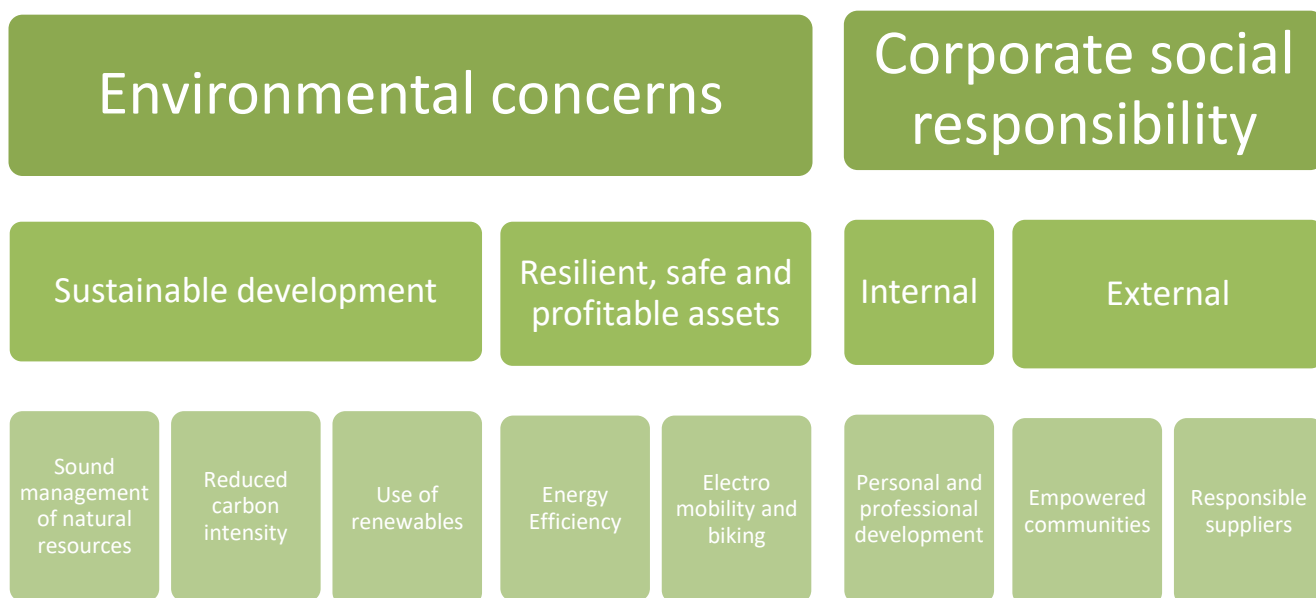 Environmental concerns
Corporate social
responsibility
Sustainable development
Resilient, safe and
profitable assets
Internal
External
Sound
management
of natural
resources
Reduced
carbon
intensity
Use of
renewables
Energy
Efficiency
Electro
mobility and
biking
Personal and
professional
development
Empowered
communities
Responsible
suppliers